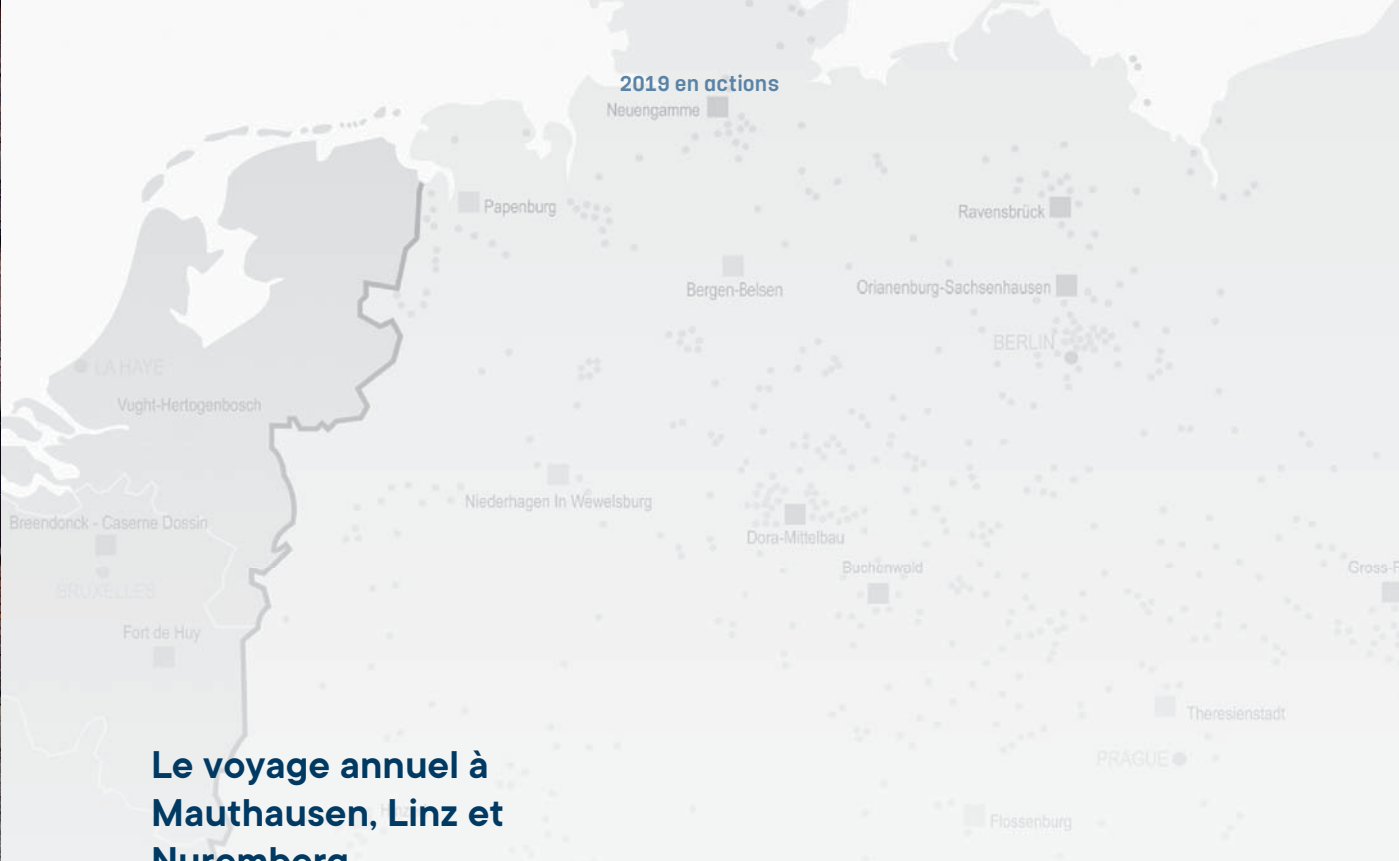 2019 en actions
Neuengamme
Papenburg
Ravensbrück
Bergen-Belsen
Orianenburg-Sachsenhausen
BERLIN
LA HAYE
Vught-Hertogenbosch
Niederhagen In Wewelsburg
Breendonck - Caserne Dossin
Dora-Mittelbau
Buchenwald
BRUXELLES
Fort de Huy
Theresienstadt
PRAGUE
Flossenburg
Le voyage annuel à
Mauthausen, Linz et
Nuremberg